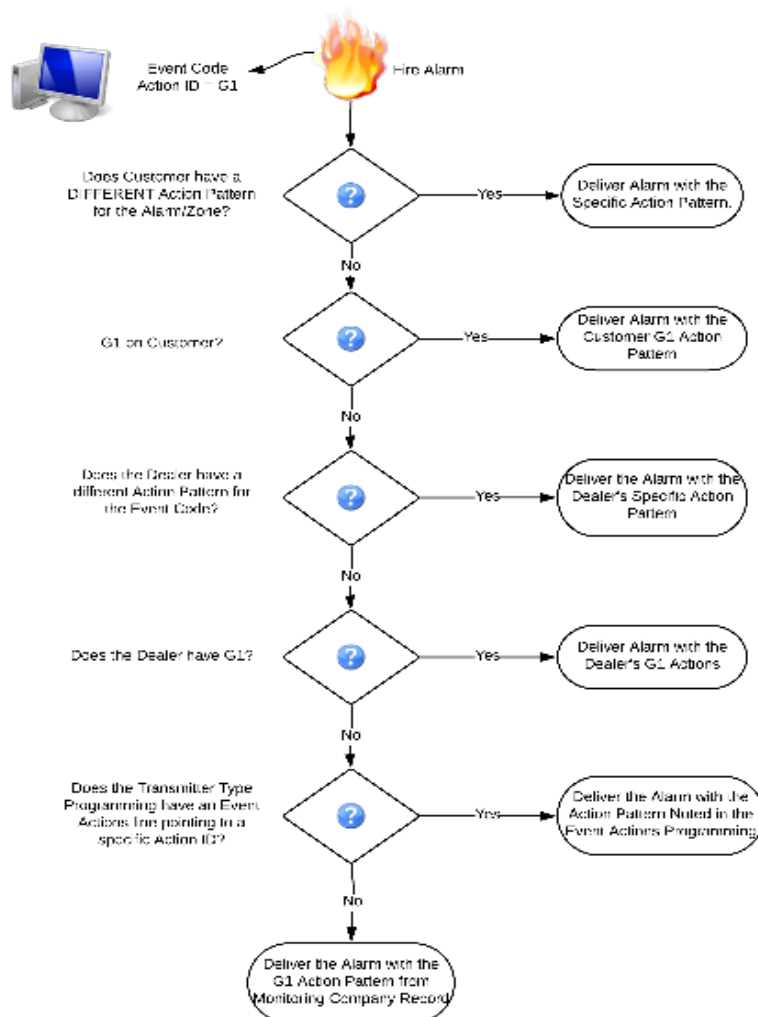 Event Code
Action ID = G1
Fire Alarm
Does Customer have a
DIFFERENT Action Pattern
for the Alarm/Zone?
Yes
Deliver Alarm with the
Specific Action Pattern.
No
G1 on Customer?
Yes
Deliver Alarm with the
Customer G1 Action
Pattern
No
Does the Dealer have a
different Action Pattern for
the Event Code?
Yes
Deliver the Alarm with the
Dealer's Specific Action
Pattern
No
Does the Dealer have G1?
Yes
Deliver Alarm with the
Dealer's G1 Actions
No
Does the Transmitter Type
Programming have an Event
Actions line pointing to a
specific Action ID?
Yes
Deliver the Alarm with the
Action Pattern Noted in the
Event Actions Programming
No
Deliver the Alarm with the
G1 Action Pattern from
Monitoring Company Record